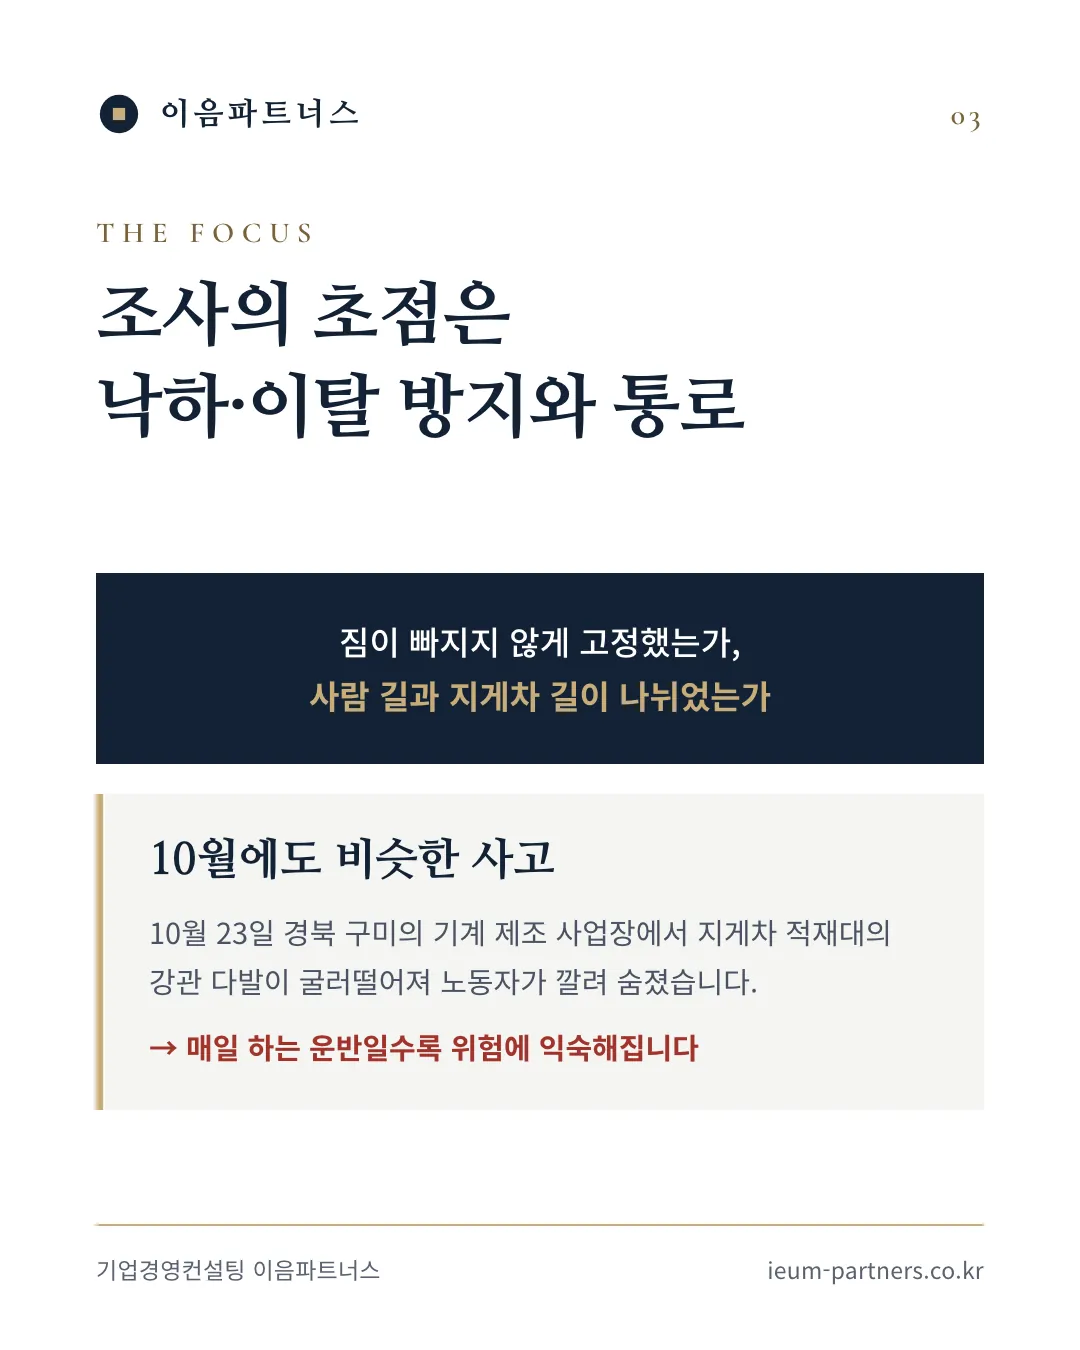 이음파트너스
03
THE FOCUS
조사의 초점은
낙하·이탈 방지와 통로
짐이 빠지지 않게 고정했는가,
사람 길과 지게차 길이 나뉘었는가
10월에도 비슷한 사고
10월 23일 경북 구미의 기계 제조 사업장에서 지게차 적재대의
강관 다발이 굴러떨어져 노동자가 깔려 숨졌습니다.
→ 매일 하는 운반일수록 위험에 익숙해집니다
기업경영컨설팅 이음파트너스
ieum-partners.co.kr